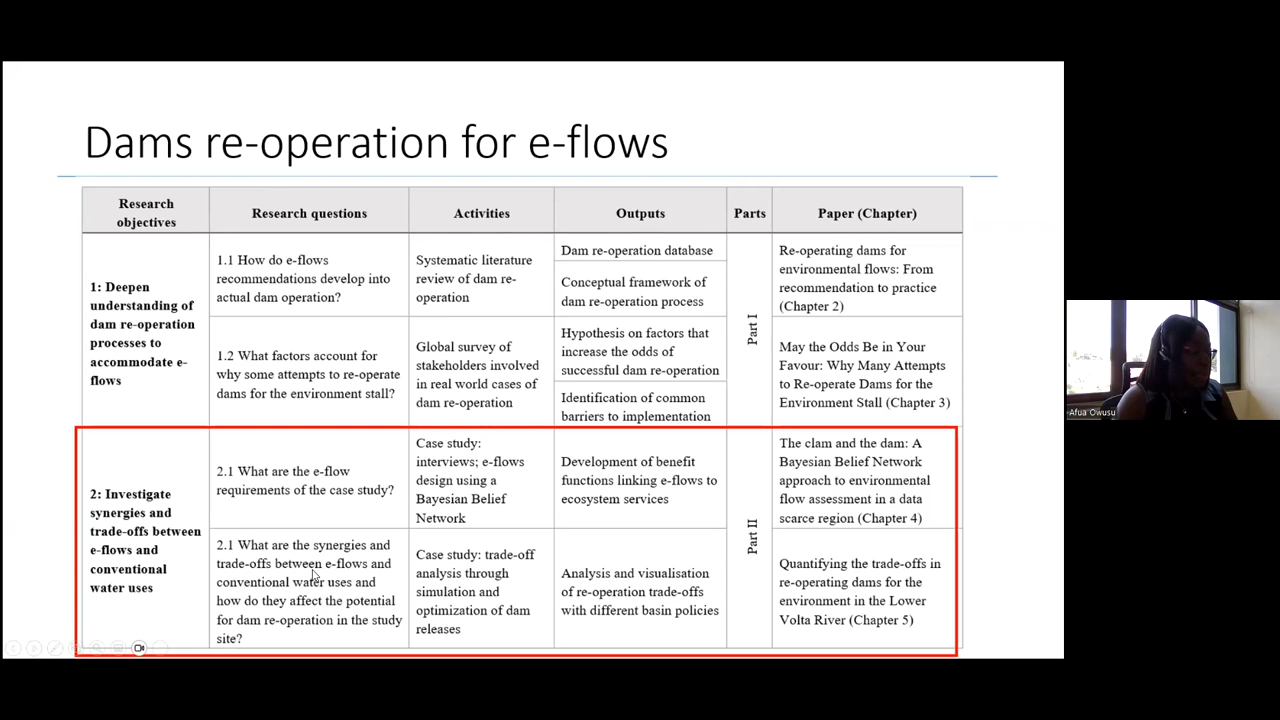 Dams re-operation for e-flows
Research
objectives
Research questions
Activities
Outputs
Parts
Paper (Chapter)
1: Deepen
understanding of
dam re-operation
processes to
accommodate e-
flows
1.1 How do e-flows
recommendations develop into
actual dam operation?
Systematic literature
review of dam re-
operation
Dam re-operation database
Conceptual framework of
dam re-operation process
Part I
Re-operating dams for
environmental flows: From
recommendation to practice
(Chapter 2)
1.2 What factors account for
why some attempts to re-operate
dams for the environment stall?
Global survey of
stakeholders involved
in real world cases of
dam re-operation
Hypothesis on factors that
increase the odds of
successful dam re-operation
Identification of common
barriers to implementation
May the Odds Be in Your
Favour: Why Many Attempts
to Re-operate Dams for the
Environment Stall (Chapter 3)
2: Investigate
synergies and
trade-offs between
e-flows and
conventional
water uses
2.1 What are the e-flow
requirements of the case study?
Case study:
interviews; e-flows
design using a
Bayesian Belief
Network
Development of benefit
functions linking e-flows to
ecosystem services
Part II
The clam and the dam: A
Bayesian Belief Network
approach to environmental
flow assessment in a data
scarce region (Chapter 4)
2.1 What are the synergies and
trade-offs between e-flows and
conventional water uses and
how do they affect the potential
for dam re-operation in the study
site?
Case study: trade-off
analysis through
simulation and
optimization of dam
releases
Analysis and visualisation
of re-operation trade-offs
with different basin policies
Quantifying the trade-offs in
re-operating dams for the
environment in the Lower
Volta River (Chapter 5)
Afua Owusu